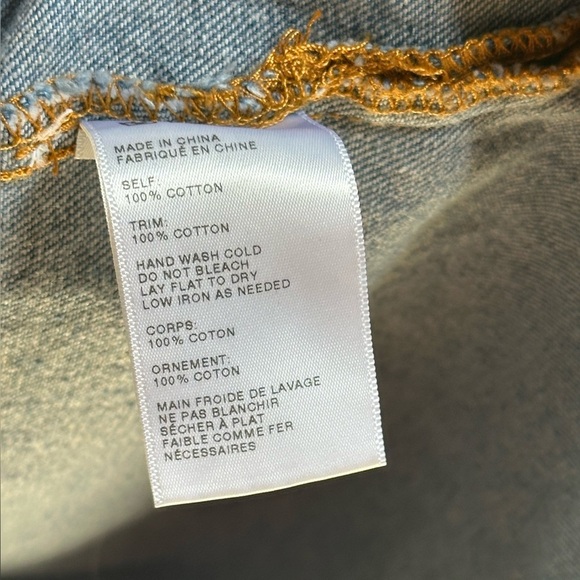 MADE IN CHINA
FABRIQUÉ EN CHINE
SELF:
100% COTTON
TRIM:
100% COTTON
HAND WASH COLD
DO NOT BLEACH
LAY FLAT TO DRY
LOW IRON AS NEEDED
CORPS:
100% COTON
ORNEMENT:
100% COTON
MAIN FROIDE DE LAVAGE
NE PAS BLANCHIR
SÉCHER À PLAT
FAIBLE COMME FER
NÉCESSAIRES